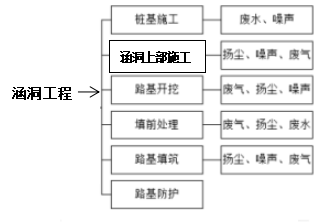 桩基施工
废水、噪声
涵洞上部施工
扬尘、噪声、废气
涵洞工程
路基开挖
废气、扬尘、噪声
填前处理
废气、扬尘、废水
路基填筑
扬尘、噪声、废气
路基防护